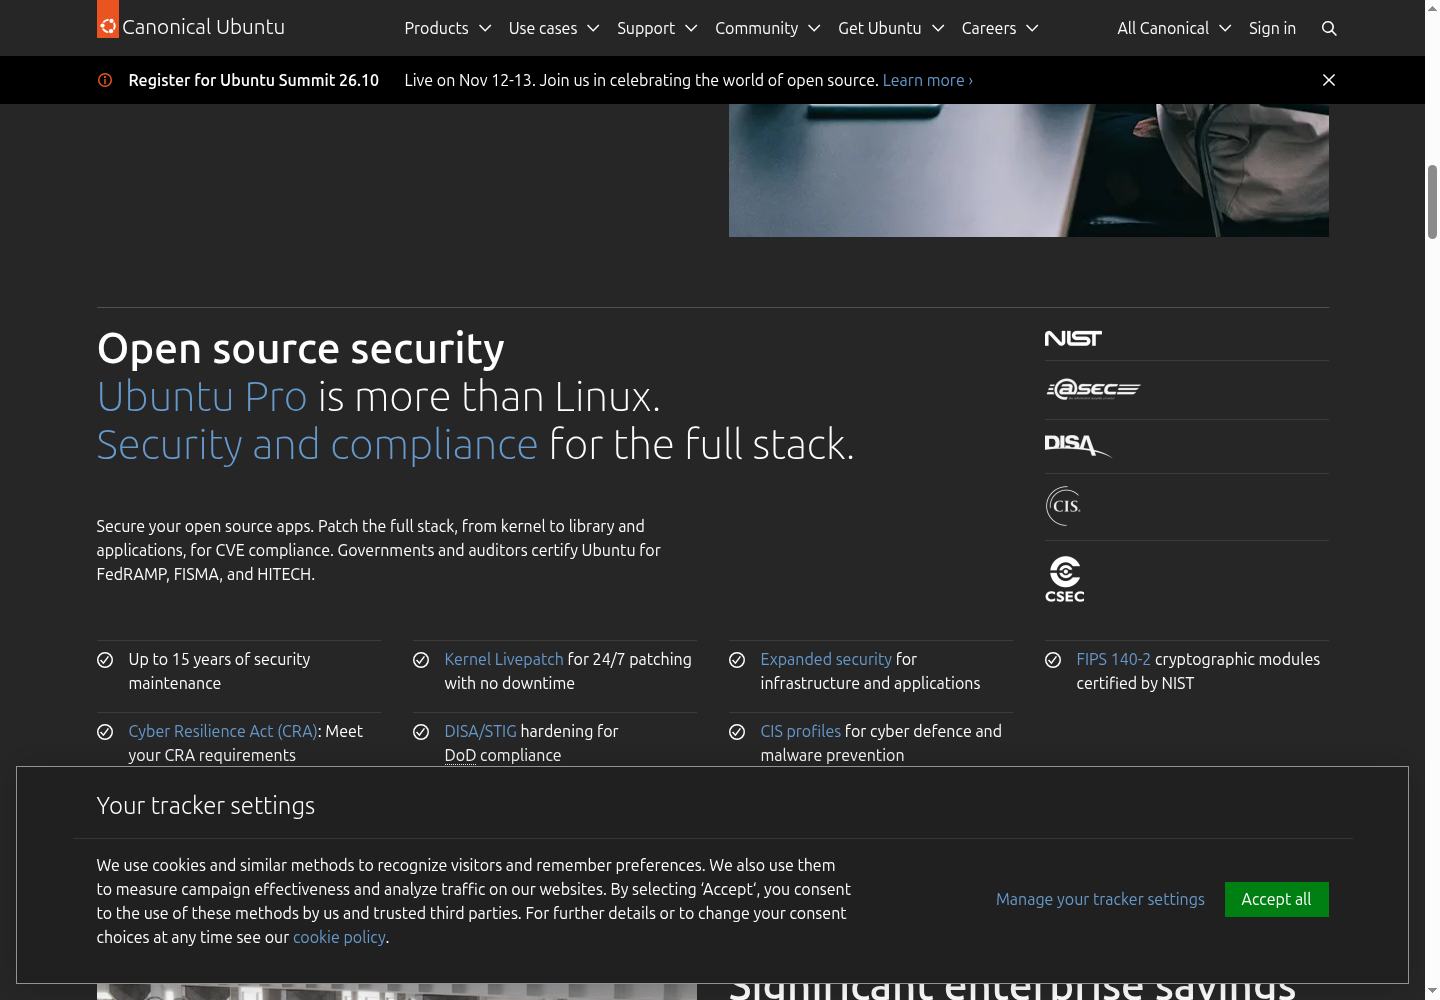 Canonical Ubuntu
Products
Use cases
Support
Community
Get Ubuntu
Careers
All Canonical
Sign in
Register for Ubuntu Summit 26.10
Live on Nov 12-13. Join us in celebrating the world of open source. Learn more ›
Open source security
Ubuntu Pro is more than Linux.
Security and compliance for the full stack.
NIST
@sec
DISA
CIS.
CSEC
Secure your open source apps. Patch the full stack, from kernel to library and
applications, for CVE compliance. Governments and auditors certify Ubuntu for
FedRAMP, FISMA, and HITECH.
Up to 15 years of security
maintenance
Kernel Livepatch for 24/7 patching
with no downtime
Expanded security for
infrastructure and applications
FIPS 140-2 cryptographic modules
certified by NIST
Cyber Resilience Act (CRA): Meet
your CRA requirements
DISA/STIG hardening for
DoD compliance
CIS profiles for cyber defence and
malware prevention
Your tracker settings
We use cookies and similar methods to recognize visitors and remember preferences. We also use them
to measure campaign effectiveness and analyze traffic on our websites. By selecting ‘Accept‘, you consent
to the use of these methods by us and trusted third parties. For further details or to change your consent
choices at any time see our cookie policy.
Manage your tracker settings
Accept all
Significant enterprise savings